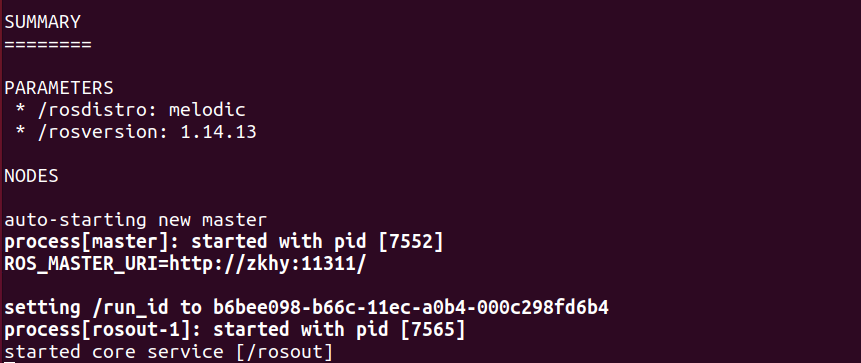 SUMMARY
========
PARAMETERS
* /rosdistro: melodic
* /rosversion: 1.14.13
NODES
auto-starting new master
process[master]: started with pid [7552]
ROS_MASTER_URI=http://zkhy:11311/
setting /run_id to b6bee098-b66c-11ec-a0b4-000c298fd6b4
process[rosout-1]: started with pid [7565]
started core service [/rosout]